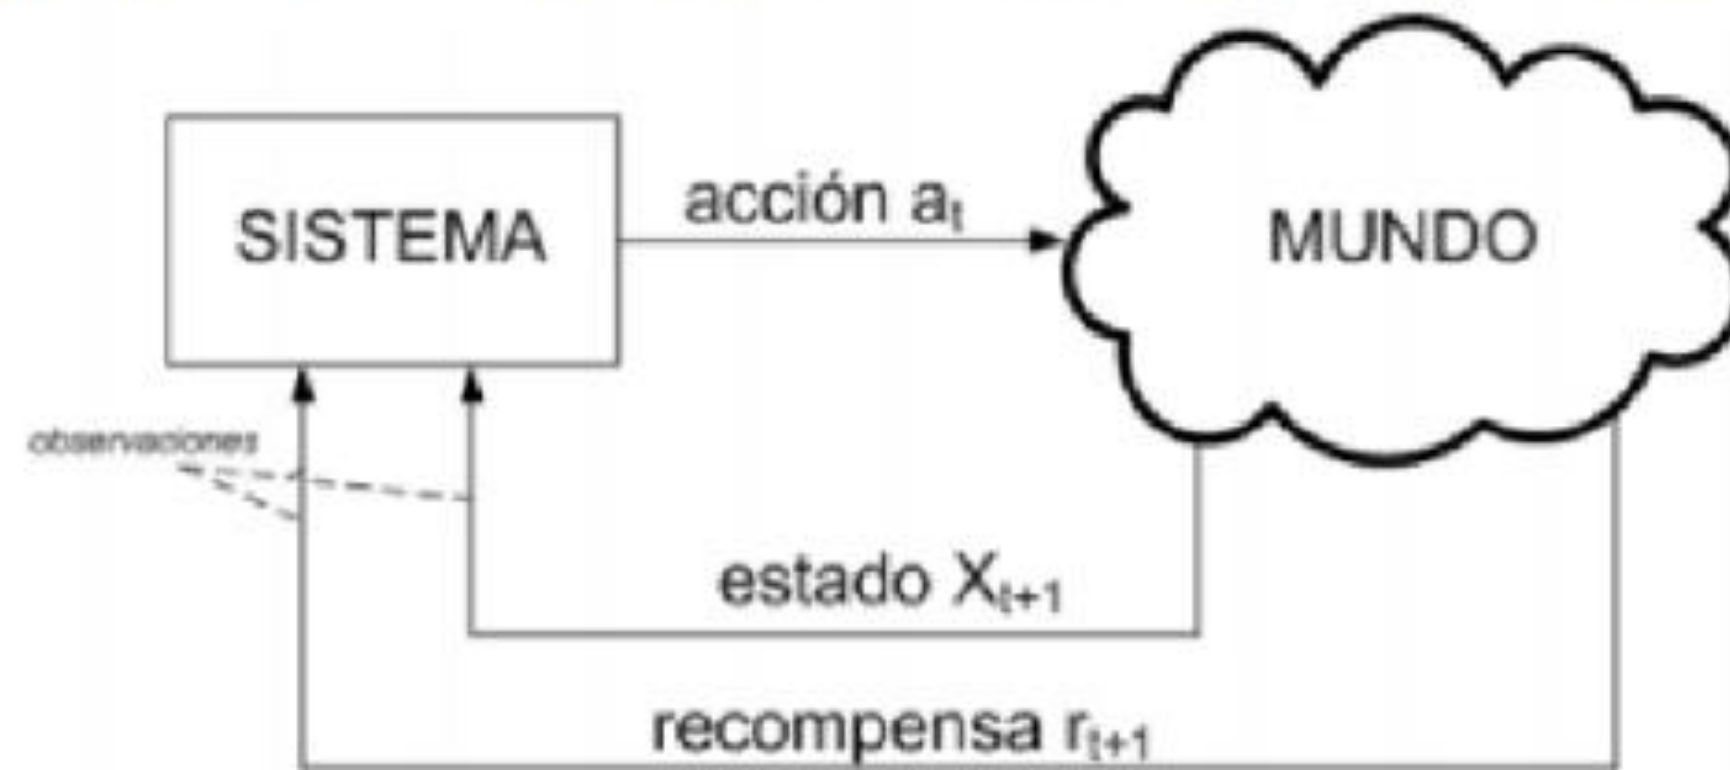 SISTEMA
acción aₜ
MUNDO
observaciones
estado Xₜ₊₁
recompensa rₜ₊₁